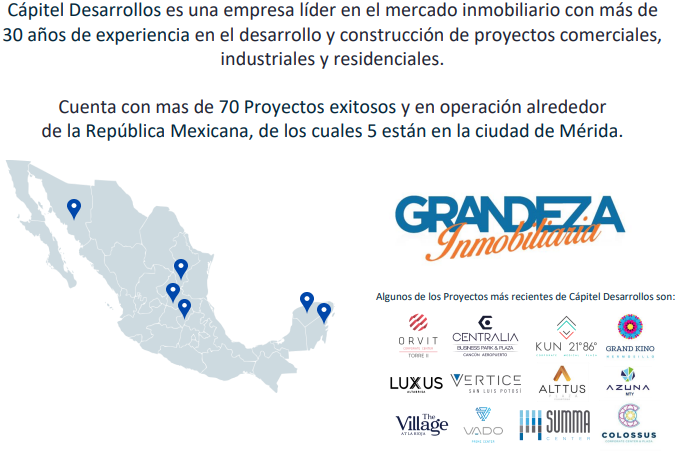 Cápitel Desarrollos es una empresa líder en el mercado inmobiliario con más de
30 años de experiencia en el desarrollo y construcción de proyectos comerciales,
industriales y residenciales.
Cuenta con mas de 70 Proyectos exitosos y en operación alrededor
de la República Mexicana, de los cuales 5 están en la ciudad de Mérida.
GRANDEZA
Inmobiliaria
Algunos de los Proyectos más recientes de Cápitel Desarrollos son:
ORVIT
TORRE II
CENTRALIA
BUSINESS PARK & PLAZA
CANCÚN AEROPUERTO
KUN 21°86°
GRAND KINO
HERMOSILLO
LUXXUS
VERTICE
SAN LUIS POTOSÍ
ALTTUS
AZUNA
MTY
The
Village
AT LA RIOJA
VADO
SUMMA
CENTER
COLOSSUS